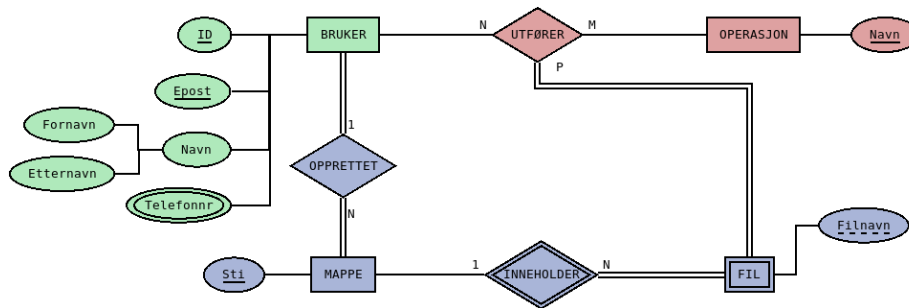 ID
BRUKER
N
UTFØRER
M
OPERASJON
Navn
P
Epost
Fornavn
1
Navn
OPPRETTET
Etternavn
Telefonnr
N
Filnavn
Sti
MAPPE
1
INNEHOLDER
N
FIL